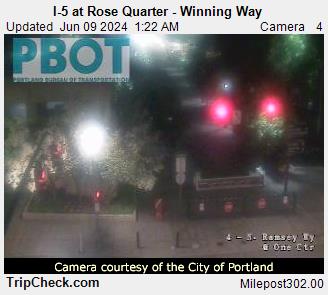 I-5 at Rose Quarter - Winning Way
Updated Jun 09 2024 1:22 AM Camera 4
PBOT
PORTLAND BUREAU OF TRANSPORTATION
4 - N. Ramsey Wy
@ One Ctr
Camera courtesy of the City of Portland
TripCheck.com Milepost302.00